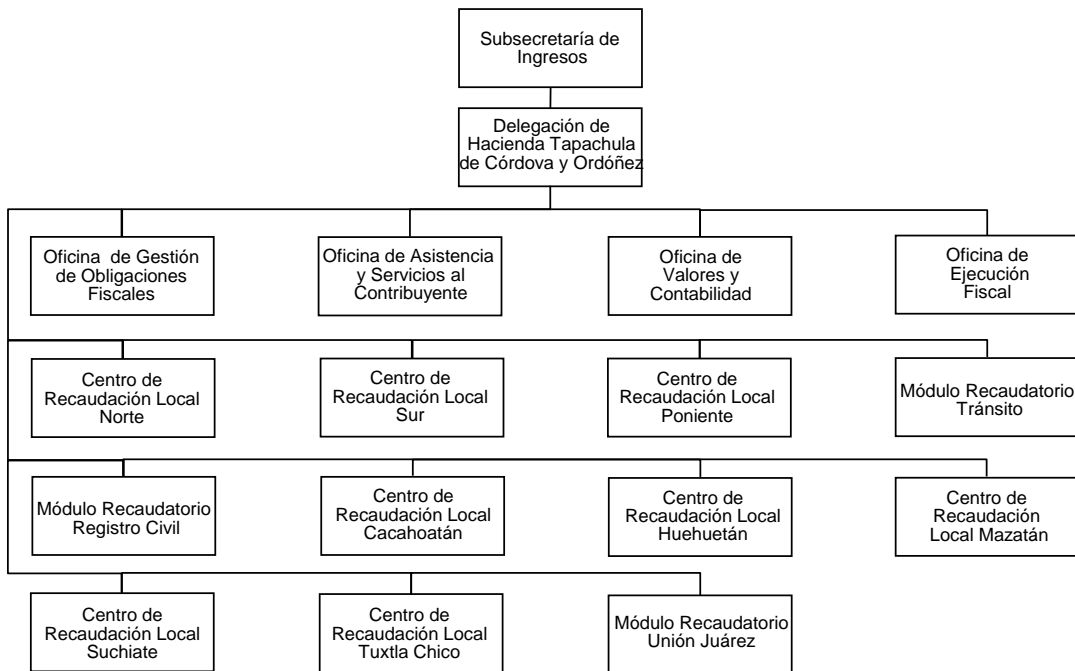 Subsecretaría de
Ingresos
Delegación de
Hacienda Tapachula
de Córdova y Ordóñez
Oficina de Gestión
de Obligaciones
Fiscales
Oficina de Asistencia
y Servicios al
Contribuyente
Oficina de
Valores y
Contabilidad
Oficina de
Ejecución
Fiscal
Centro de
Recaudación Local
Norte
Centro de
Recaudación Local
Sur
Centro de
Recaudación Local
Poniente
Módulo Recaudatorio
Tránsito
Módulo Recaudatorio
Registro Civil
Centro de
Recaudación Local
Cacahoatán
Centro de
Recaudación Local
Huehuetán
Centro de
Recaudación
Local Mazatán
Centro de
Recaudación Local
Suchiate
Centro de
Recaudación Local
Tuxtla Chico
Módulo Recaudatorio
Unión Juárez